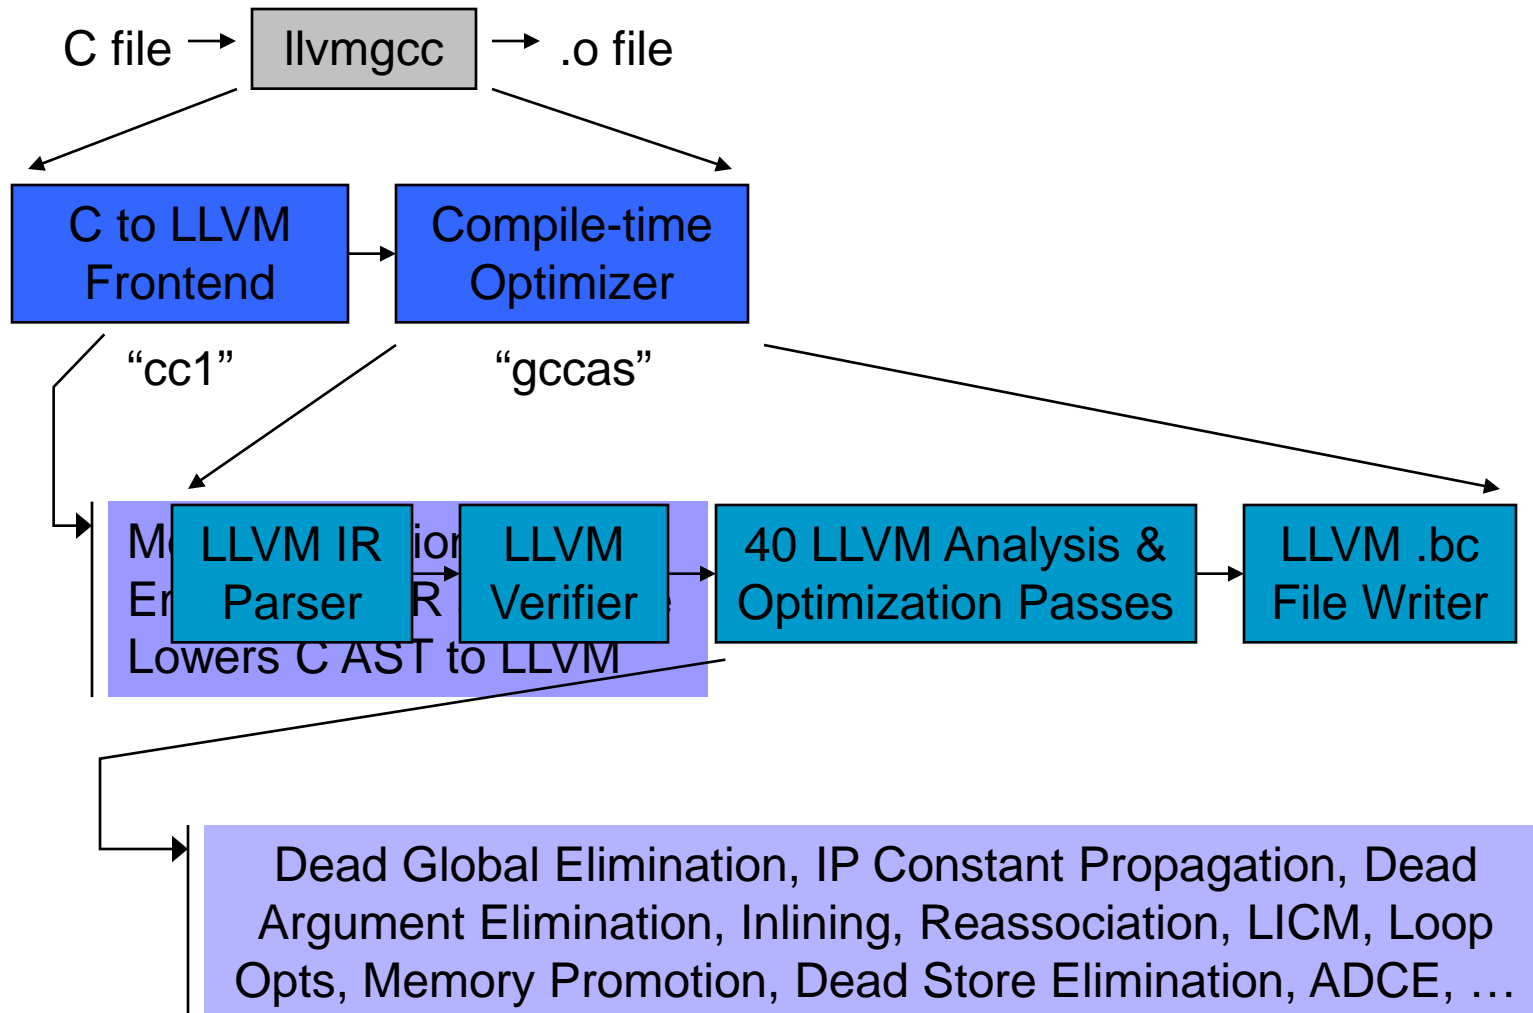 C file
llvmgcc
.o file
C to LLVM
Frontend
Compile-time
Optimizer
“cc1”
“gccas”
LLVM IR
Parser
LLVM
Verifier
40 LLVM Analysis &
Optimization Passes
LLVM .bc
File Writer
Lowers C AST to LLVM
Dead Global Elimination, IP Constant Propagation, Dead
Argument Elimination, Inlining, Reassociation, LICM, Loop
Opts, Memory Promotion, Dead Store Elimination, ADCE, …